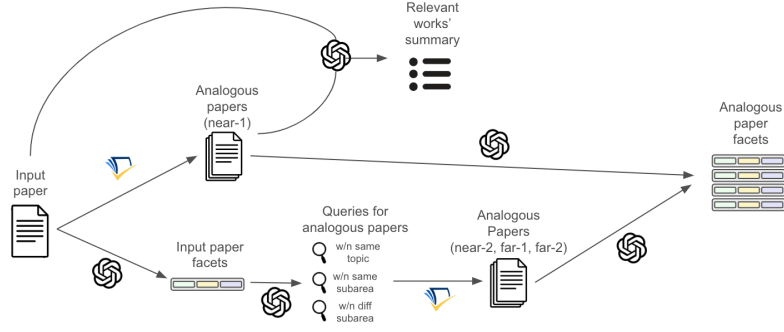 Relevant
works'
summary
Analogous
papers
(near-1)
Analogous
paper
facets
Input
paper
Queries for
analogous papers
w/n same
topic
w/n same
subarea
w/n diff
subarea
Input paper
facets
Analogous
Papers
(near-2, far-1, far-2)